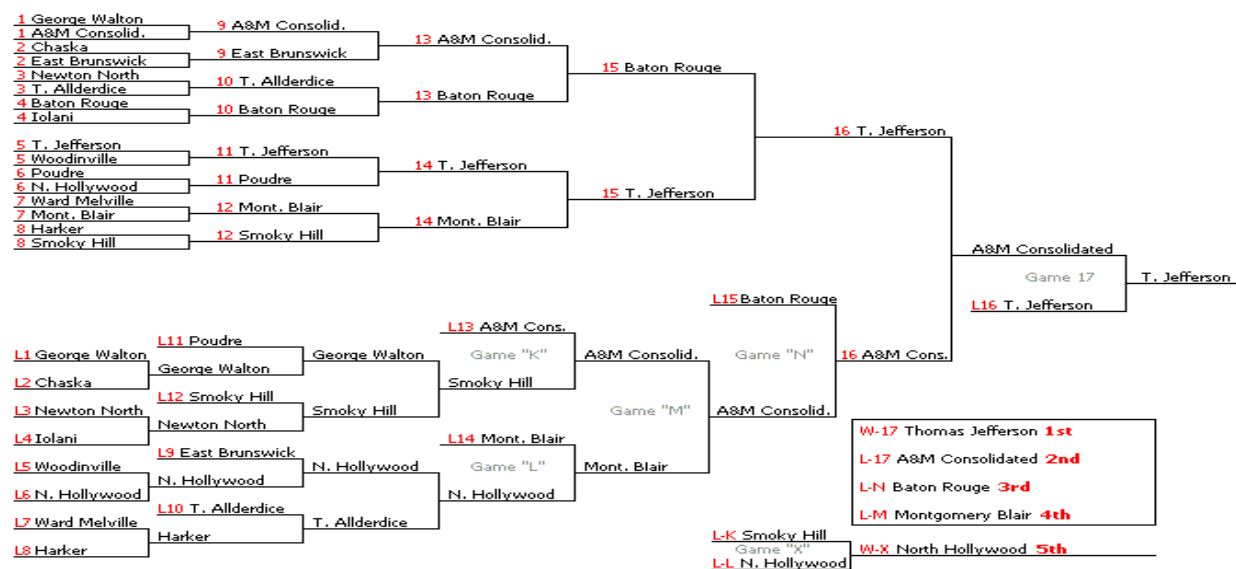 1 George Walton
1 A&M Consolid.
2 Chaska
2 East Brunswick
3 Newton North
3 T. Allderdice
4 Baton Rouge
4 Iolani
5 T. Jefferson
5 Woodinville
6 Poudre
6 N. Hollywood
7 Ward Melville
7 Mont. Blair
8 Harker
8 Smoky Hill
9 A&M Consolid.
9 East Brunswick
10 T. Allderdice
10 Baton Rouge
11 T. Jefferson
11 Poudre
12 Mont. Blair
12 Smoky Hill
13 A&M Consolid.
13 Baton Rouge
14 T. Jefferson
14 Mont. Blair
15 Baton Rouge
15 T. Jefferson
16 T. Jefferson
16 A&M Cons.
A&M Consolidated
Game 17
L16 T. Jefferson
T. Jefferson
L1 George Walton
L2 Chaska
L3 Newton North
L4 Iolani
L5 Woodinville
L6 N. Hollywood
L7 Ward Melville
L8 Harker
L11 Poudre
George Walton
L12 Smoky Hill
Newton North
L9 East Brunswick
N. Hollywood
L10 T. Allderdice
Harker
George Walton
Smoky Hill
N. Hollywood
T. Allderdice
L13 A&M Cons.
Game "K"
Smoky Hill
L14 Mont. Blair
Game "L"
N. Hollywood
A&M Consolid.
Game "M"
Mont. Blair
L15 Baton Rouge
Game "N"
A&M Consolid.
W-17 Thomas Jefferson 1st
L-17 A&M Consolidated 2nd
L-N Baton Rouge 3rd
L-M Montgomery Blair 4th
L-K Smoky Hill
Game "X"
L-L N. Hollywood
W-X North Hollywood 5th